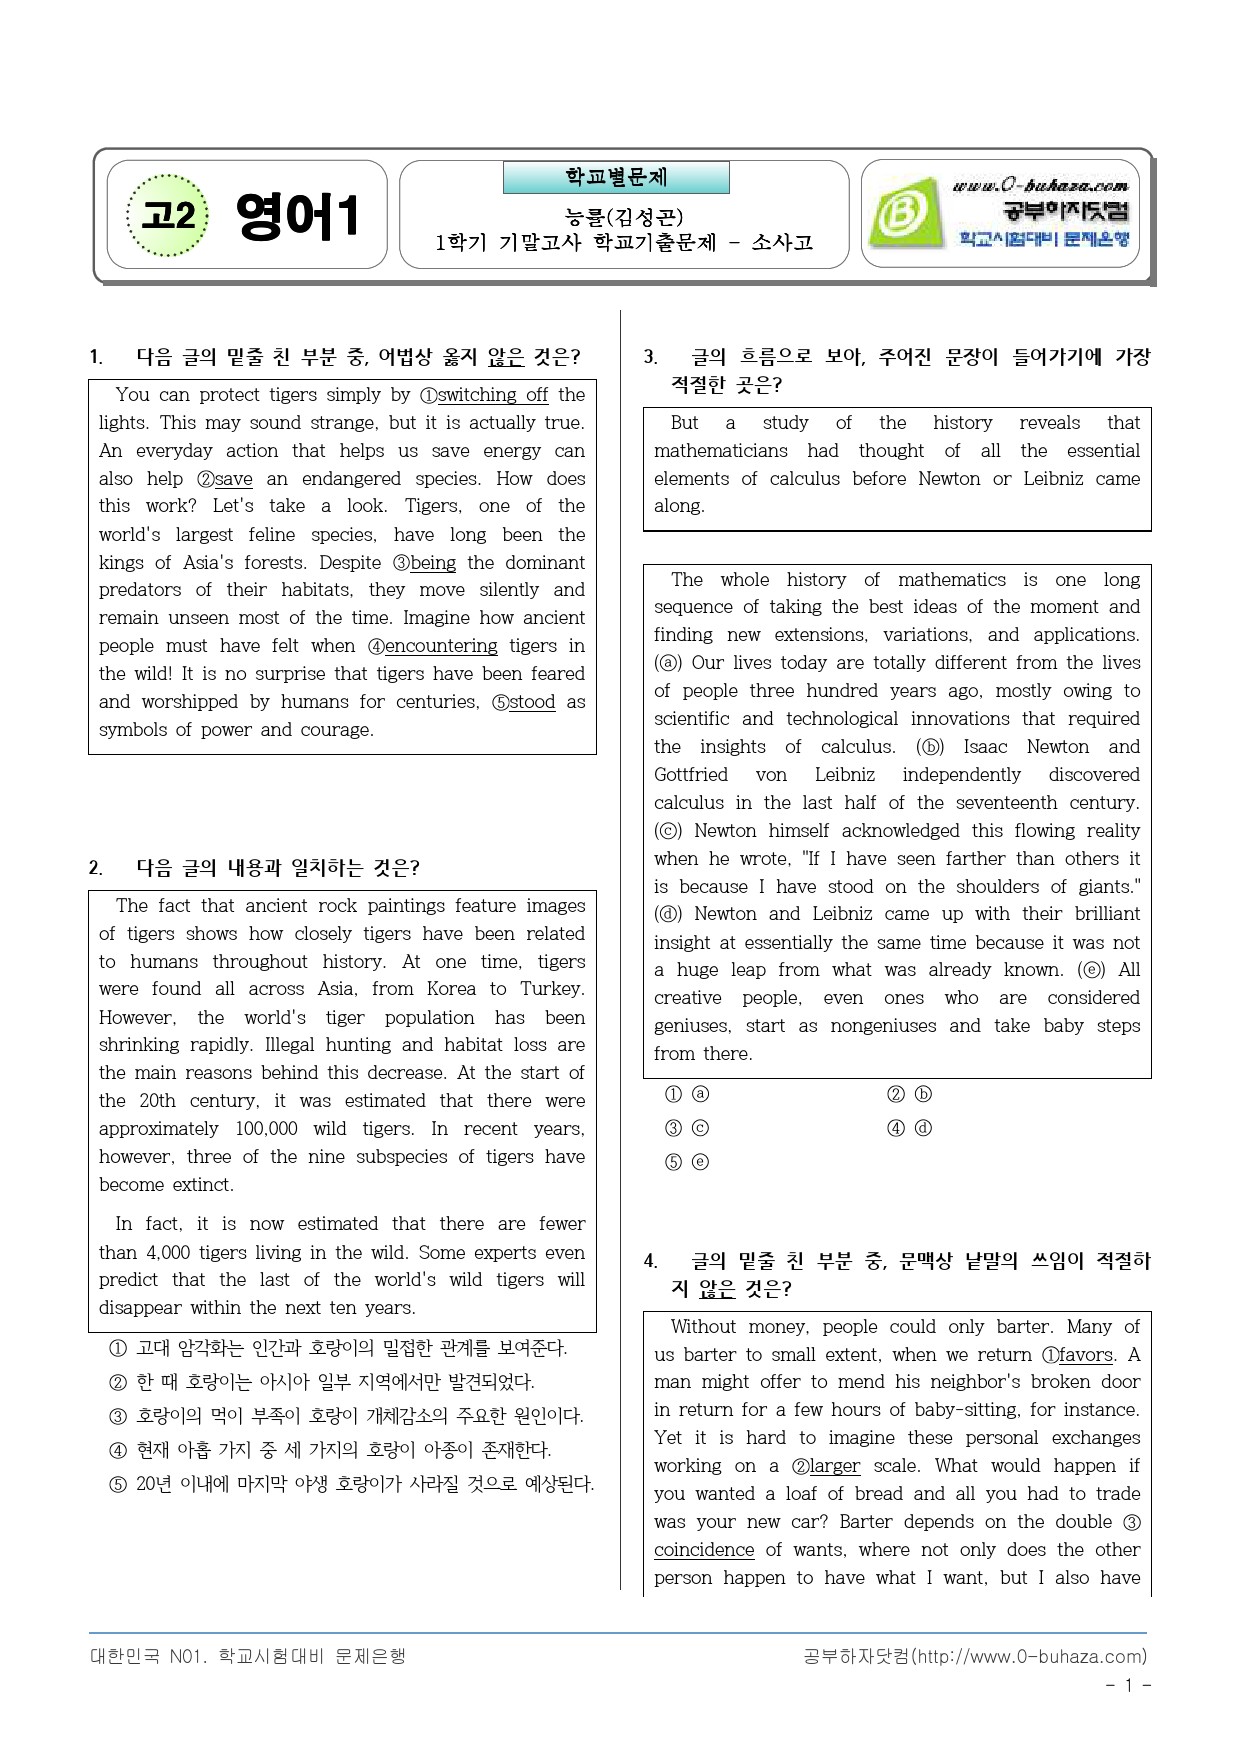 고2 영어1
학교별문제
능률(김성곤)
1학기 기말고사 학교기출문제 - 소사고
www.0-buhaza.com
공부하자닷컴
학교시험대비 문제은행
1. 다음 글의 밑줄 친 부분 중, 어법상 옳지 않은 것은?
You can protect tigers simply by ①switching off the
lights. This may sound strange, but it is actually true.
An everyday action that helps us save energy can
also help ②save an endangered species. How does
this work? Let's take a look. Tigers, one of the
world's largest feline species, have long been the
kings of Asia's forests. Despite ③being the dominant
predators of their habitats, they move silently and
remain unseen most of the time. Imagine how ancient
people must have felt when ④encountering tigers in
the wild! It is no surprise that tigers have been feared
and worshipped by humans for centuries, ⑤stood as
symbols of power and courage.
2. 다음 글의 내용과 일치하는 것은?
The fact that ancient rock paintings feature images
of tigers shows how closely tigers have been related
to humans throughout history. At one time, tigers
were found all across Asia, from Korea to Turkey.
However, the world's tiger population has been
shrinking rapidly. Illegal hunting and habitat loss are
the main reasons behind this decrease. At the start of
the 20th century, it was estimated that there were
approximately 100,000 wild tigers. In recent years,
however, three of the nine subspecies of tigers have
become extinct.
In fact, it is now estimated that there are fewer
than 4,000 tigers living in the wild. Some experts even
predict that the last of the world's wild tigers will
disappear within the next ten years.
① 고대 암각화는 인간과 호랑이의 밀접한 관계를 보여준다.
② 한 때 호랑이는 아시아 일부 지역에서만 발견되었다.
③ 호랑이의 먹이 부족이 호랑이 개체감소의 주요한 원인이다.
④ 현재 아홉 가지 중 세 가지의 호랑이 아종이 존재한다.
⑤ 20년 이내에 마지막 야생 호랑이가 사라질 것으로 예상된다.
3. 글의 흐름으로 보아, 주어진 문장이 들어가기에 가장
적절한 곳은?
But a study of the history reveals that
mathematicians had thought of all the essential
elements of calculus before Newton or Leibniz came
along.
The whole history of mathematics is one long
sequence of taking the best ideas of the moment and
finding new extensions, variations, and applications.
(ⓐ) Our lives today are totally different from the lives
of people three hundred years ago, mostly owing to
scientific and technological innovations that required
the insights of calculus. (ⓑ) Isaac Newton and
Gottfried von Leibniz independently discovered
calculus in the last half of the seventeenth century.
(ⓒ) Newton himself acknowledged this flowing reality
when he wrote, "If I have seen farther than others it
is because I have stood on the shoulders of giants."
(ⓓ) Newton and Leibniz came up with their brilliant
insight at essentially the same time because it was not
a huge leap from what was already known. (ⓔ) All
creative people, even ones who are considered
geniuses, start as nongeniuses and take baby steps
from there.
① ⓐ ② ⓑ
③ ⓒ ④ ⓓ
⑤ ⓔ
4. 글의 밑줄 친 부분 중, 문맥상 낱말의 쓰임이 적절하
지 않은 것은?
Without money, people could only barter. Many of
us barter to small extent, when we return ①favors. A
man might offer to mend his neighbor's broken door
in return for a few hours of baby-sitting, for instance.
Yet it is hard to imagine these personal exchanges
working on a ②larger scale. What would happen if
you wanted a loaf of bread and all you had to trade
was your new car? Barter depends on the double ③
coincidence of wants, where not only does the other
person happen to have what I want, but I also have
대한민국 N01. 학교시험대비 문제은행
공부하자닷컴(http://www.0-buhaza.com)
- 1 -